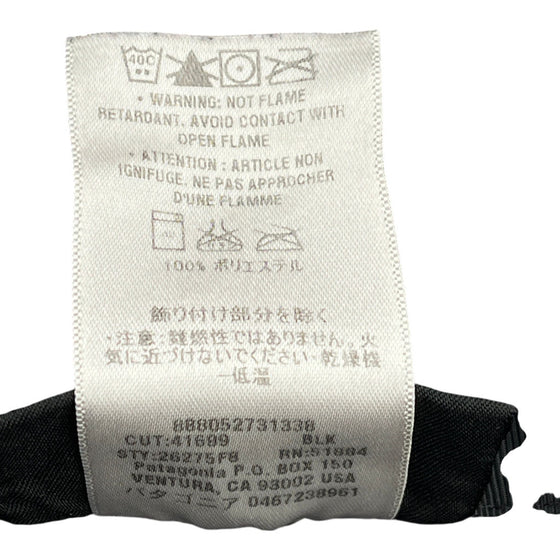 40C
• WARNING: NOT FLAME
RETARDANT. AVOID CONTACT WITH
OPEN FLAME
• ATTENTION : ARTICLE NON
IGNIFUGE. NE PAS APPROCHER
D'UNE FLAMME
100% ポリエステル
飾り付け部分を除く
・注意: 縫燃性ではありません。火
気に近づけないでください・乾燥機
一低温
888052731338
CUT:41699 BLK
STY:26275F8 RN:51884
Patagonia P.O. BOX 150
VENTURA, CA 93002 USA
パタゴニア 0467238961